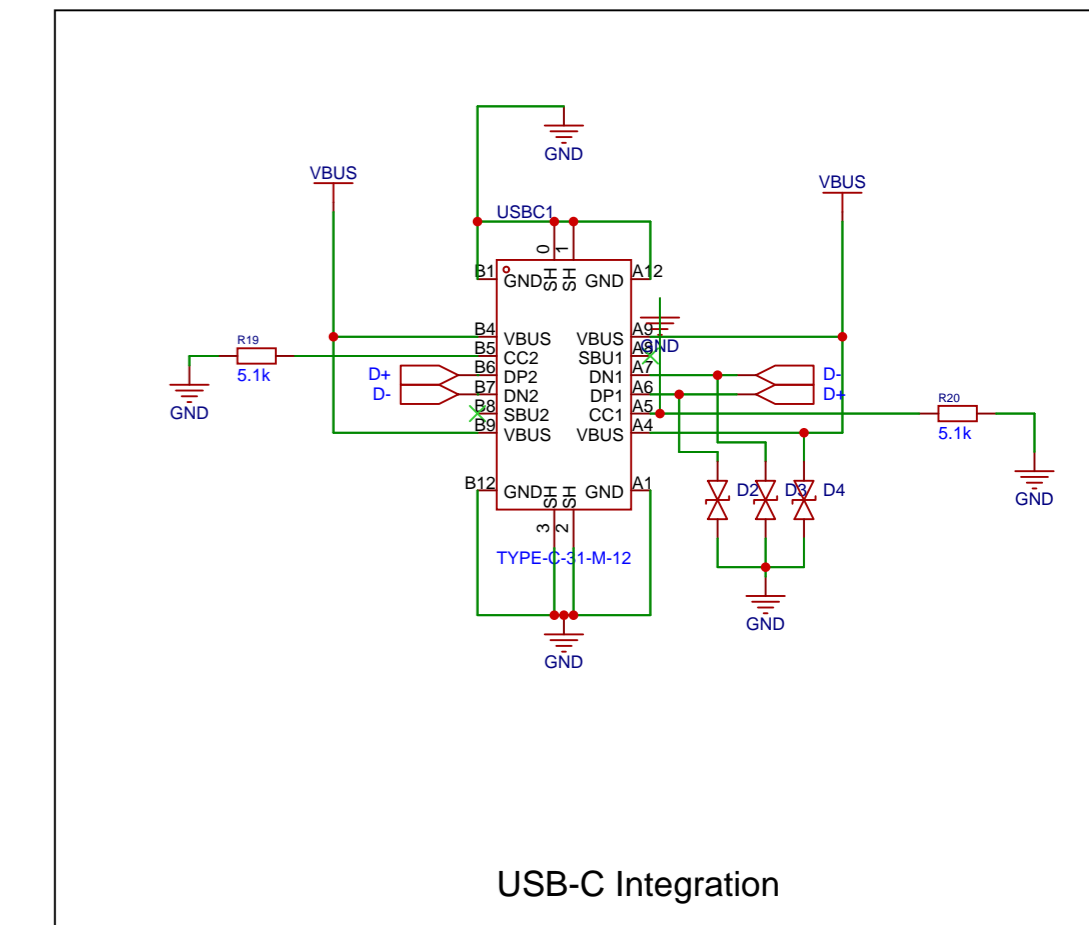 GND
VBUS
VBUS
USBC1
0
1
B1
GND
SH
SH
GND
A12
B4
VBUS
VBUS
A9
GND
R19
5.1k
GND
B5
CC2
SBU1
A8
D+
B6
DP2
DN1
A7
D-
D-
B7
DN2
DP1
A6
D+
B8
SBU2
CC1
A5
R20
5.1k
GND
B9
VBUS
VBUS
A4
B12
GND
SH
SH
GND
A1
D2
D3
D4
3
2
TYPE-C-31-M-12
GND
GND
USB-C Integration